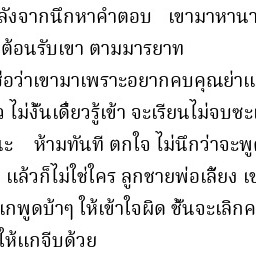 ลังจากนึกหาคำตอบ เขามาหานา
ต้อนรับเขา ตามมารยาท
ชื่อว่าเขามาเพราะอยากคบคุณย่าแ
ว ไม่งั้นเดี๋ยวรู้เข้า จะเรียนไม่จบซะเ
นะ ห้ามทันที ตกใจ ไม่นึกว่าจะพูด
แล้วก็ไม่ใช่ใคร ลูกชายพ่อเลี้ยง เข
แกพูดบ้าๆ ให้เข้าใจผิด ชั้นจะเลิกค
ให้แกจีบด้วย